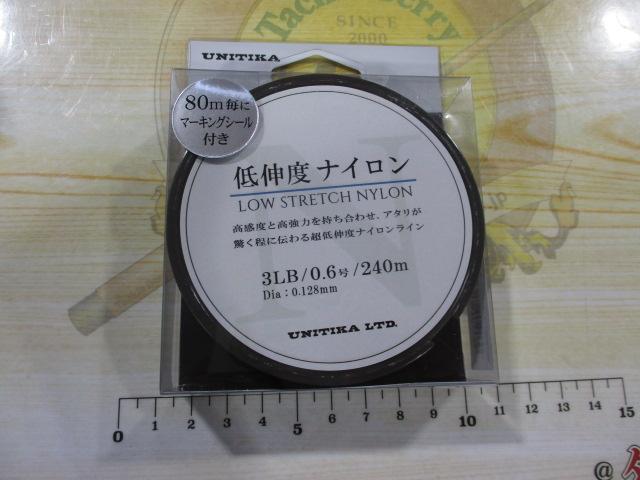 Tackle Berry
SINCE
2000
UNITIKA
80m毎に
マーキングシール
付き
低伸度ナイロン
LOW STRETCH NYLON
高感度と高強力を持ち合わせ、アタリが
驚く程に伝わる超低伸度ナイロンライン
3LB/0.6号/240m
Dia:0.128mm
UNITIKA LTD.
0 1 2 3 4 5 6 7 8 9 10 11 12 13 14 15
@